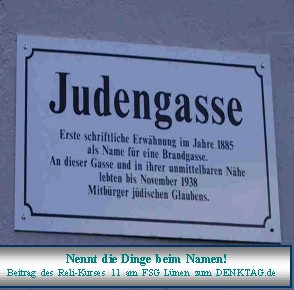 Judengasse
Erste schriftliche Erwähnung im Jahre 1885
als Name für eine Brandgasse.
An dieser Gasse und in ihrer unmittelbaren Nähe
lebten bis November 1938
Mitbürger jüdischen Glaubens.
Nennt die Dinge beim Namen!
Beitrag des Reli-Kurses 11 am FSG Lünen zum DENKTAG.de